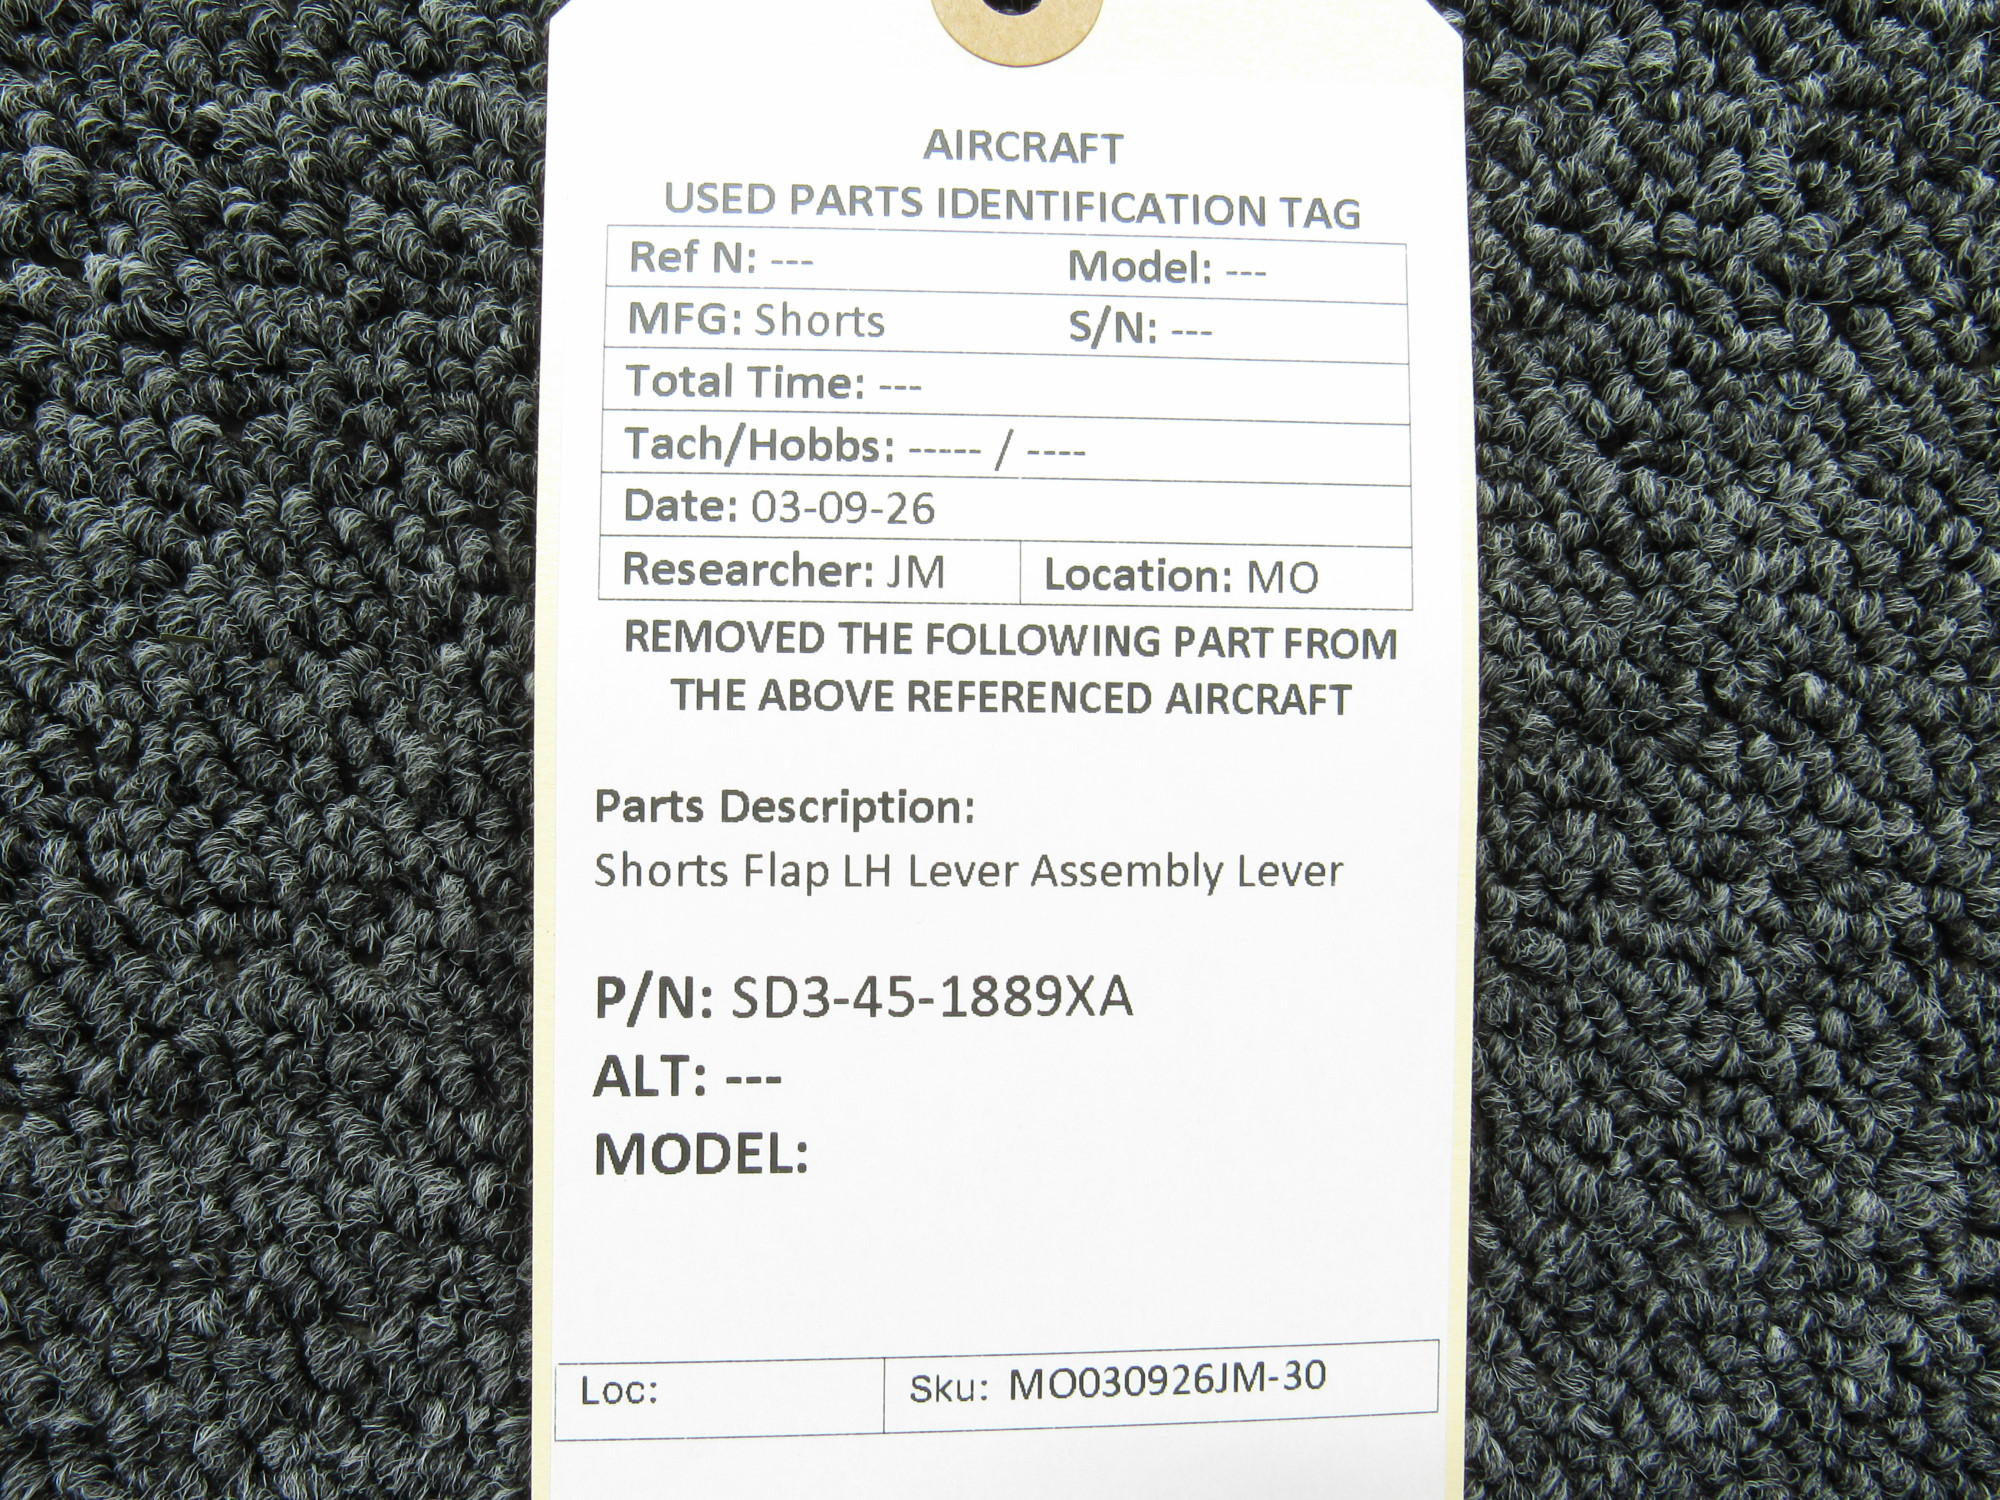 AIRCRAFT
USED PARTS IDENTIFICATION TAG
Ref N: --- Model: ---
MFG: Shorts S/N: ---
Total Time: ---
Tach/Hobbs: ----- / ----
Date: 03-09-26
Researcher: JM Location: MO
REMOVED THE FOLLOWING PART FROM
THE ABOVE REFERENCED AIRCRAFT
Parts Description:
Shorts Flap LH Lever Assembly Lever
P/N: SD3-45-1889XA
ALT: ---
MODEL:
Loc: Sku: MO030926JM-30